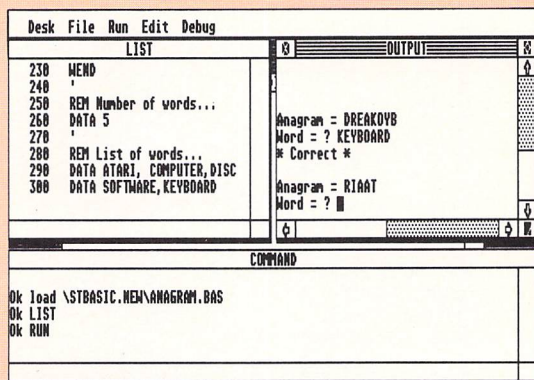 Desk File Run Edit Debug
LIST
230 WEND
240 '
250 REM Number of words...
260 DATA 5
270 '
280 REM List of words...
290 DATA ATARI, COMPUTER,DISC
300 DATA SOFTWARE,KEYBOARD
OUTPUT
Anagram = DREAKOYB
Word = ? KEYBOARD
* Correct *
Anagram = RIAAT
Word = ?
COMMAND
Ok load \STBASIC.NEW\ANAGRAM.BAS
Ok LIST
Ok RUN